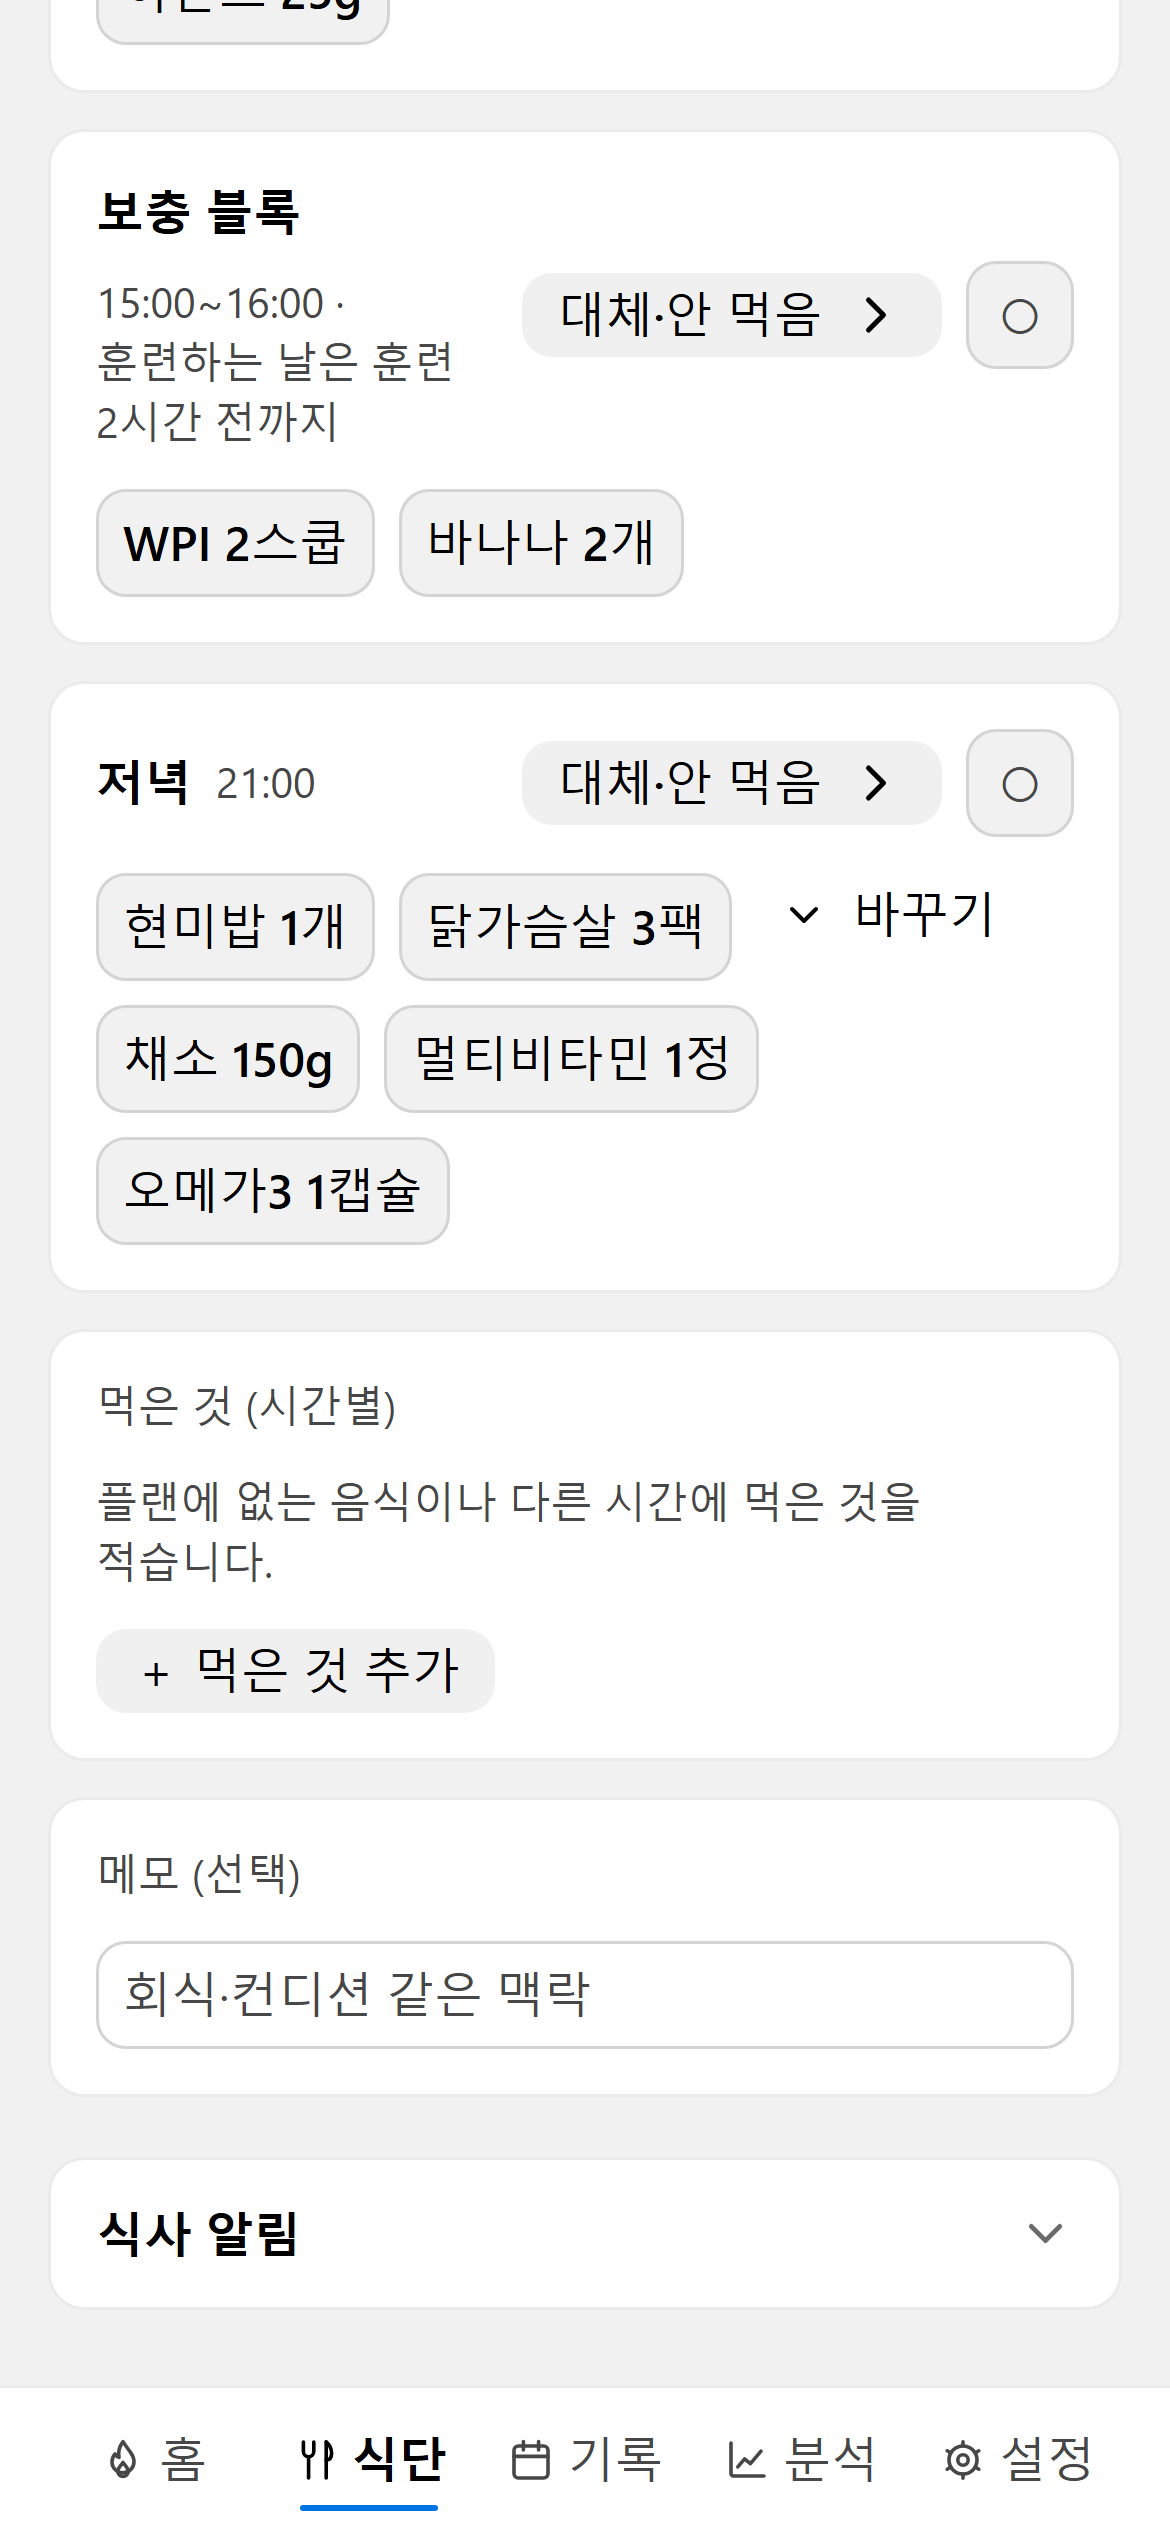 25g
보충 블록
15:00~16:00 ·
훈련하는 날은 훈련
2시간 전까지
대체·안 먹음
WPI 2스쿱
바나나 2개
저녁 21:00
대체·안 먹음
현미밥 1개
닭가슴살 3팩
바꾸기
채소 150g
멀티비타민 1정
오메가3 1캡슐
먹은 것 (시간별)
플랜에 없는 음식이나 다른 시간에 먹은 것을
적습니다.
+ 먹은 것 추가
메모 (선택)
회식·컨디션 같은 맥락
식사 알림
홈
식단
기록
분석
설정